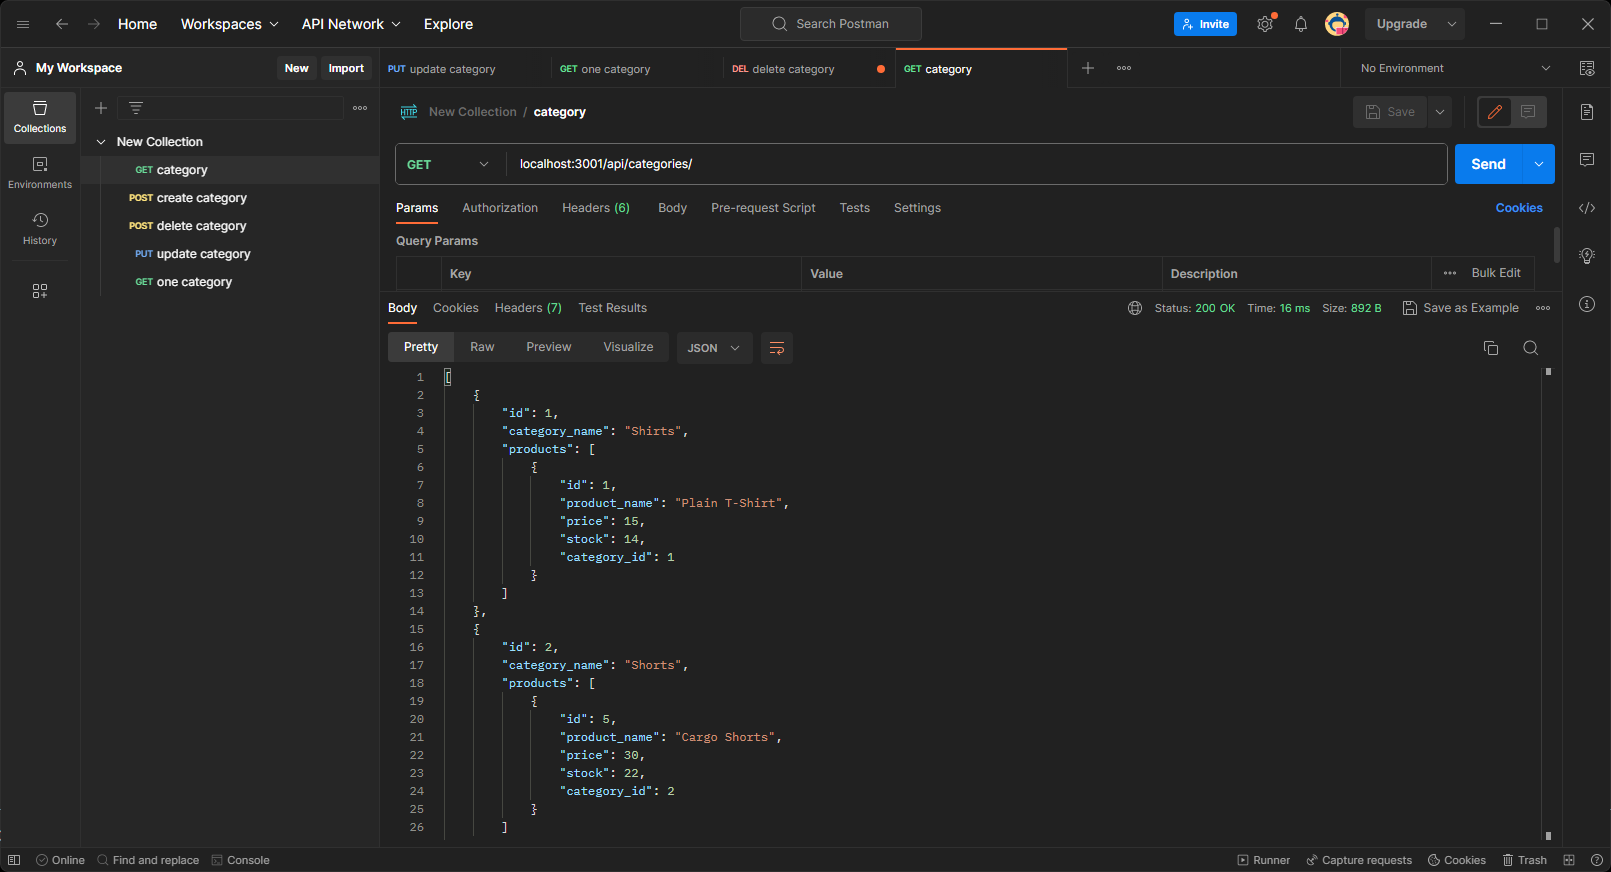 Home Workspaces API Network Explore Search Postman Invite Upgrade
My Workspace New Import PUT update category GET one category DEL delete category GET category No Environment
Collections
Environments
History
New Collection
GET category
POST create category
POST delete category
PUT update category
GET one category
HTTP New Collection / category Save
GET localhost:3001/api/categories/ Send
Params Authorization Headers (6) Body Pre-request Script Tests Settings Cookies
Query Params
Key Value Description Bulk Edit
Body Cookies Headers (7) Test Results Status: 200 OK Time: 16 ms Size: 892 B Save as Example
Pretty Raw Preview Visualize JSON
1 [
2 {
3 "id": 1,
4 "category_name": "Shirts",
5 "products": [
6 {
7 "id": 1,
8 "product_name": "Plain T-Shirt",
9 "price": 15,
10 "stock": 14,
11 "category_id": 1
12 }
13 ]
14 },
15 {
16 "id": 2,
17 "category_name": "Shorts",
18 "products": [
19 {
20 "id": 5,
21 "product_name": "Cargo Shorts",
22 "price": 30,
23 "stock": 22,
24 "category_id": 2
25 }
26 ]
Online Find and replace Console Runner Capture requests Cookies Trash